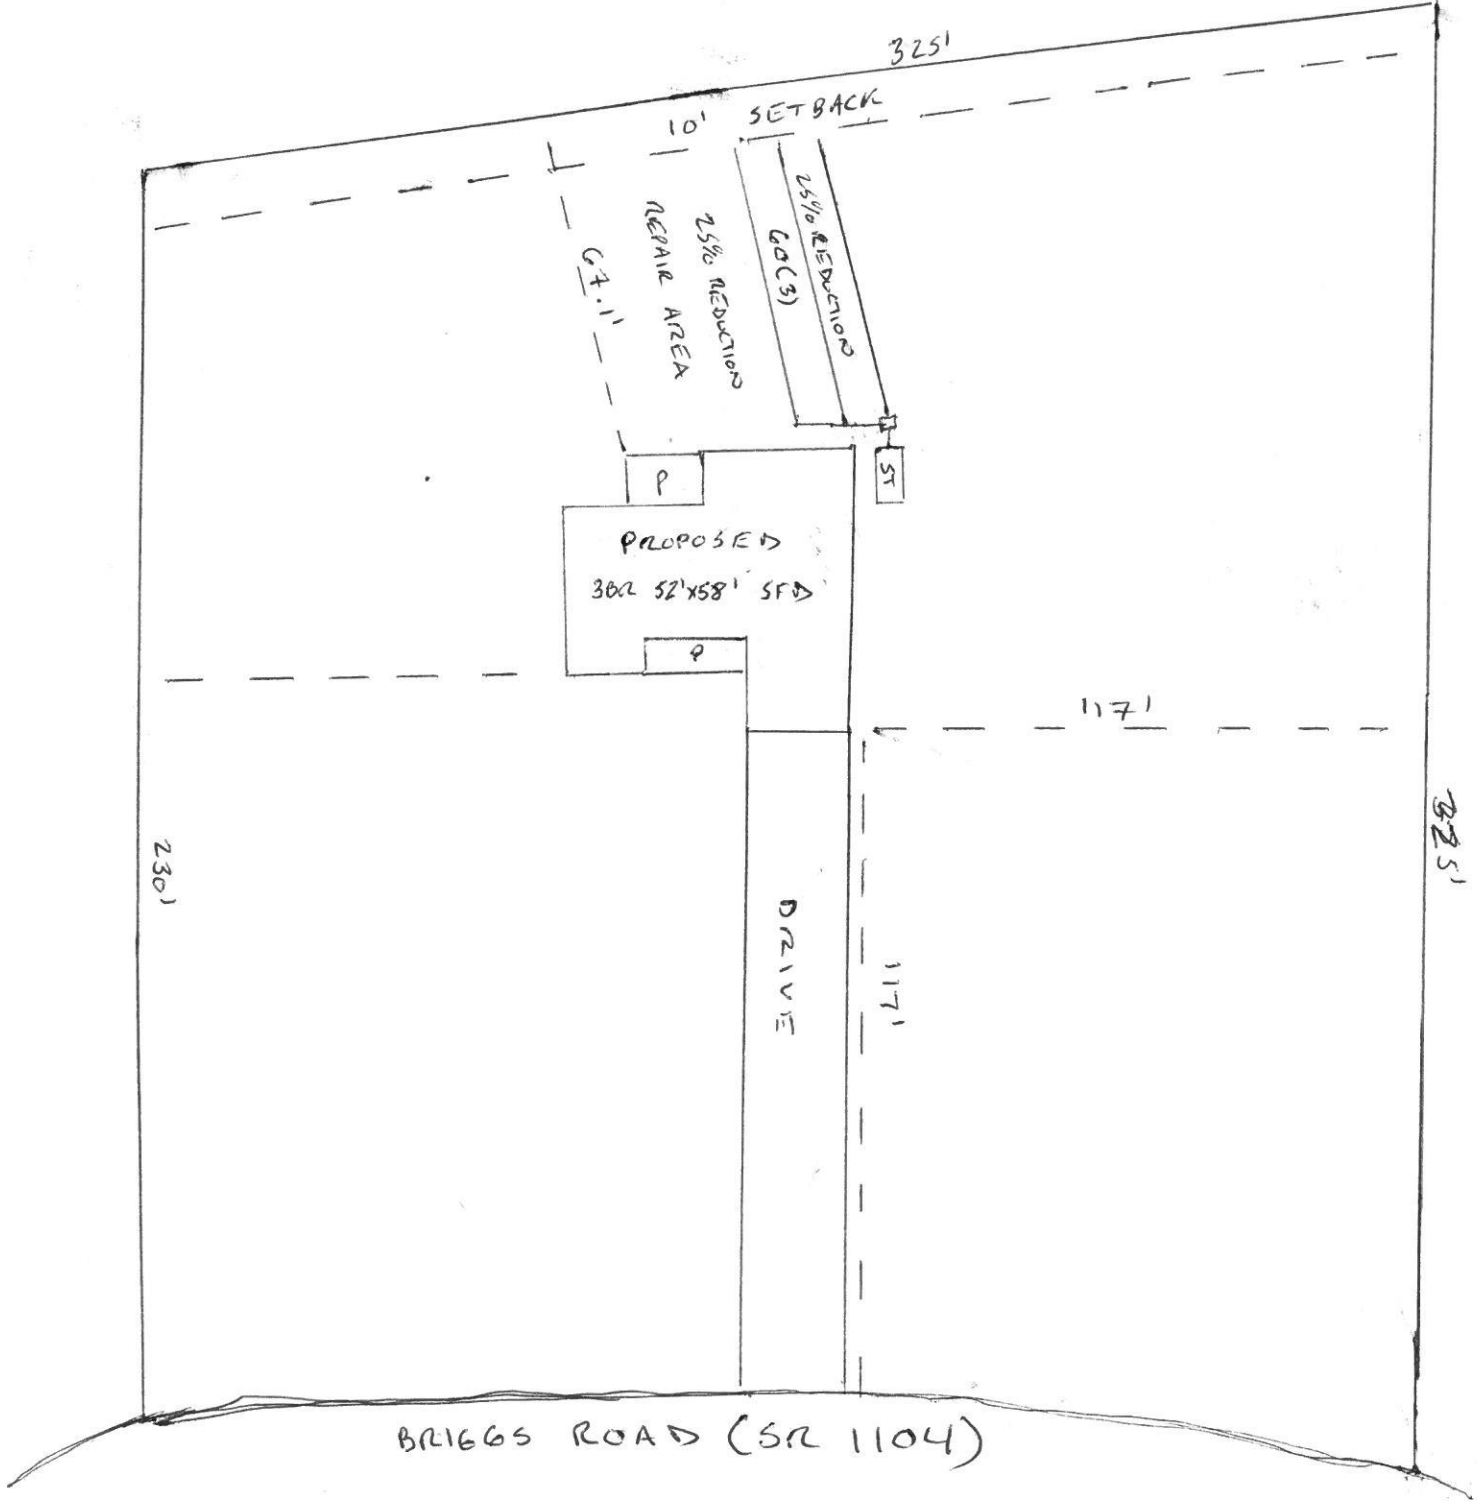 325'
10' SETBACK
67.1'
REPAIR AREA
25% REDUCTION
60(3)
25% REDUCTION
P
ST
PROPOSED
3BR 52'x58' SFD
P
117'
230'
DRIVE
117'
BRIGGS ROAD (SR 1104)